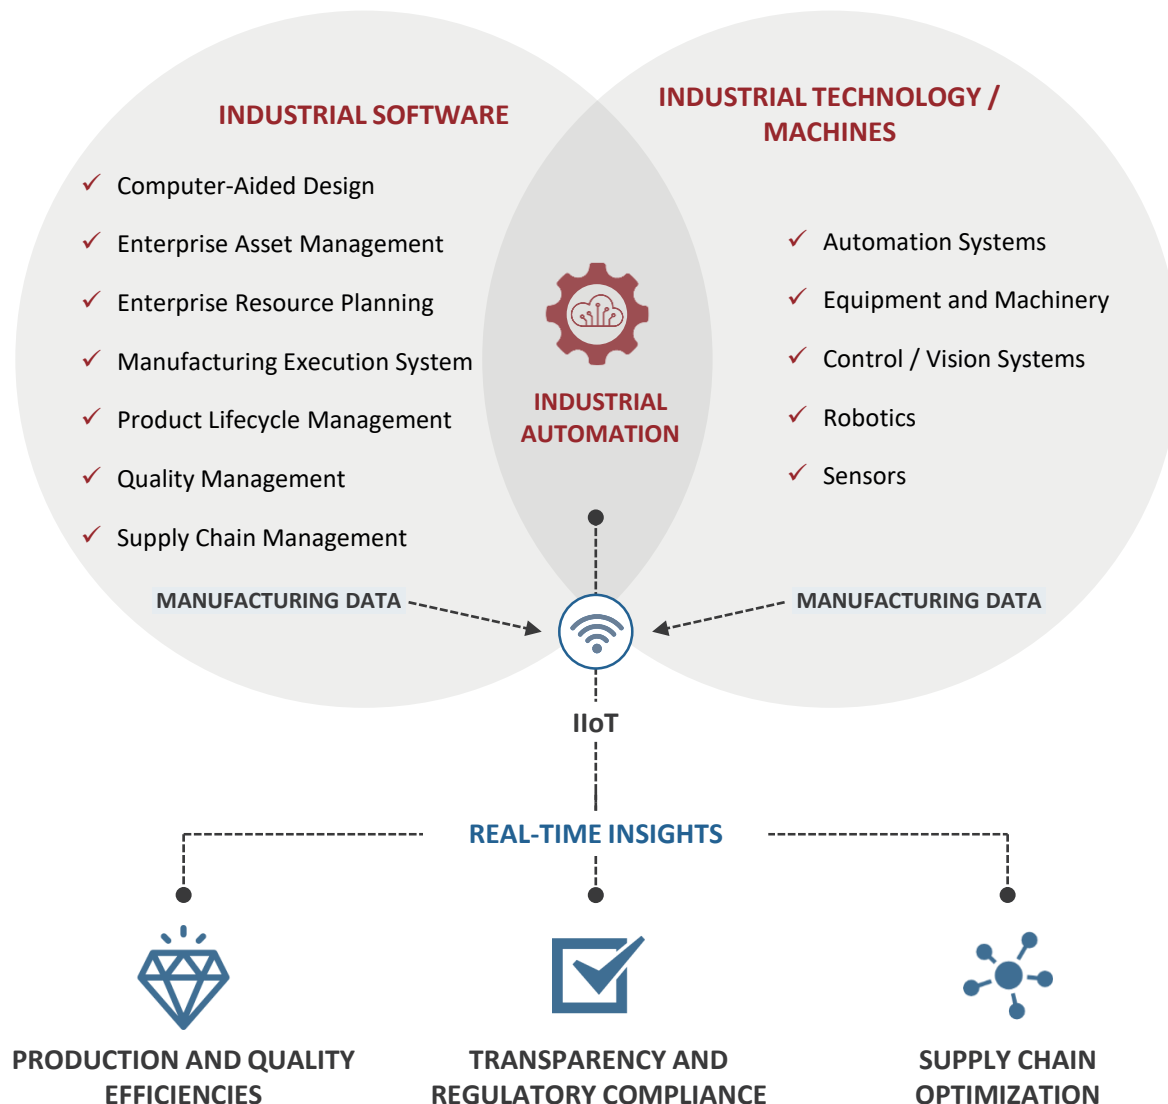 INDUSTRIAL SOFTWARE
Computer-Aided Design
Enterprise Asset Management
Enterprise Resource Planning
Manufacturing Execution System
Product Lifecycle Management
Quality Management
Supply Chain Management
MANUFACTURING DATA
INDUSTRIAL
AUTOMATION
INDUSTRIAL TECHNOLOGY /
MACHINES
Automation Systems
Equipment and Machinery
Control / Vision Systems
Robotics
Sensors
MANUFACTURING DATA
IIoT
REAL-TIME INSIGHTS
PRODUCTION AND QUALITY
EFFICIENCIES
TRANSPARENCY AND
REGULATORY COMPLIANCE
SUPPLY CHAIN
OPTIMIZATION